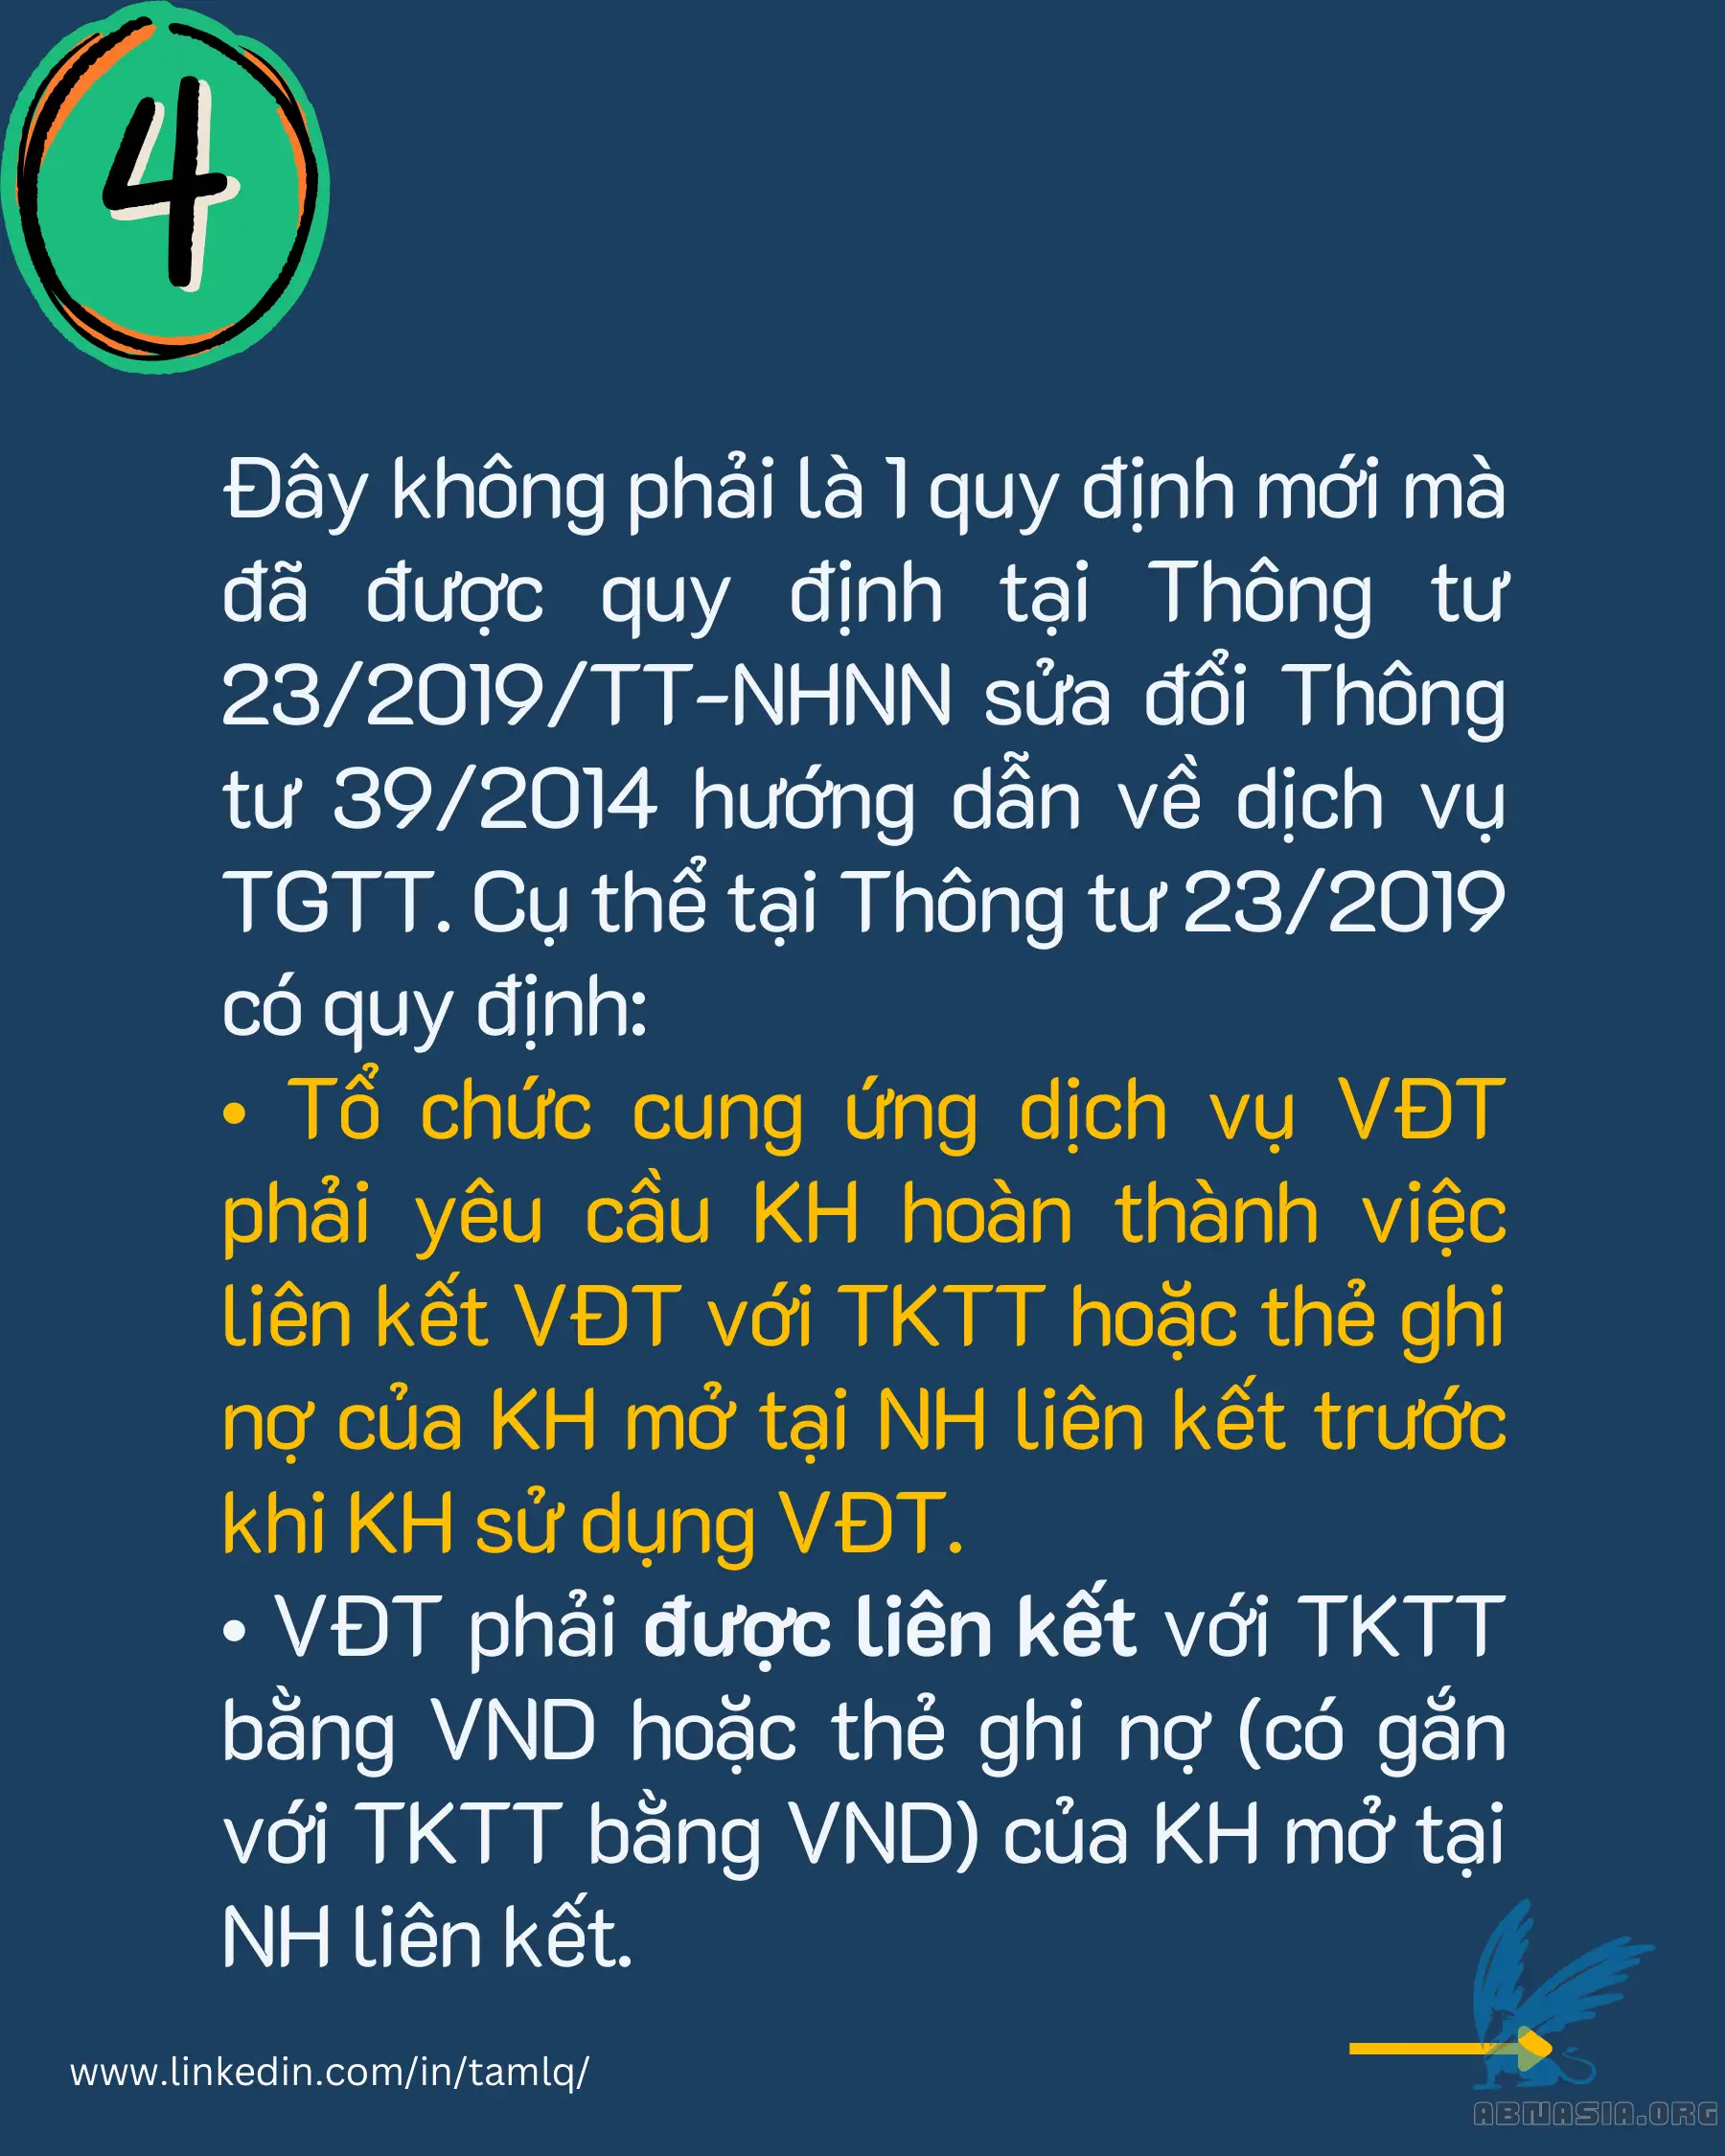 4
Đây không phải là 1 quy định mới mà
đã được quy định tại Thông tư
23/2019/TT-NHNN sửa đổi Thông
tư 39/2014 hướng dẫn về dịch vụ
TGTT. Cụ thể tại Thông tư 23/2019
có quy định:
• Tổ chức cung ứng dịch vụ VĐT
phải yêu cầu KH hoàn thành việc
liên kết VĐT với TKTT hoặc thẻ ghi
nợ của KH mở tại NH liên kết trước
khi KH sử dụng VĐT.
• VĐT phải được liên kết với TKTT
bằng VND hoặc thẻ ghi nợ (có gắn
với TKTT bằng VND) của KH mở tại
NH liên kết.
www.linkedin.com/in/tamlq/
ABNASIA.ORG